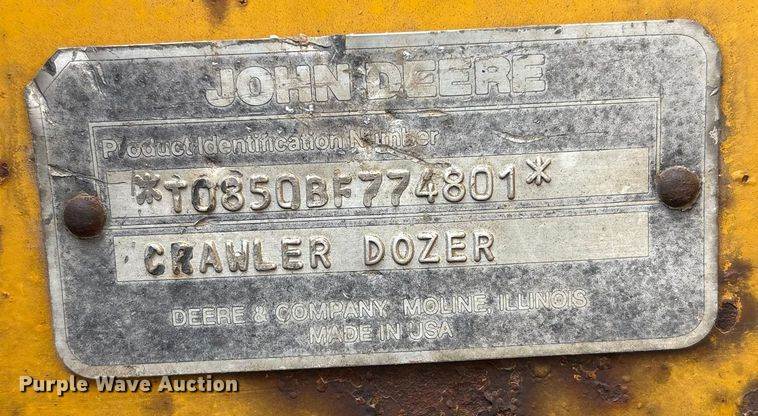 JOHN DEERE
Product Identification Number
*T0850BF774801*
CRAWLER DOZER
DEERE & COMPANY MOLINE, ILLINOIS
MADE IN USA
Purple Wave Auction